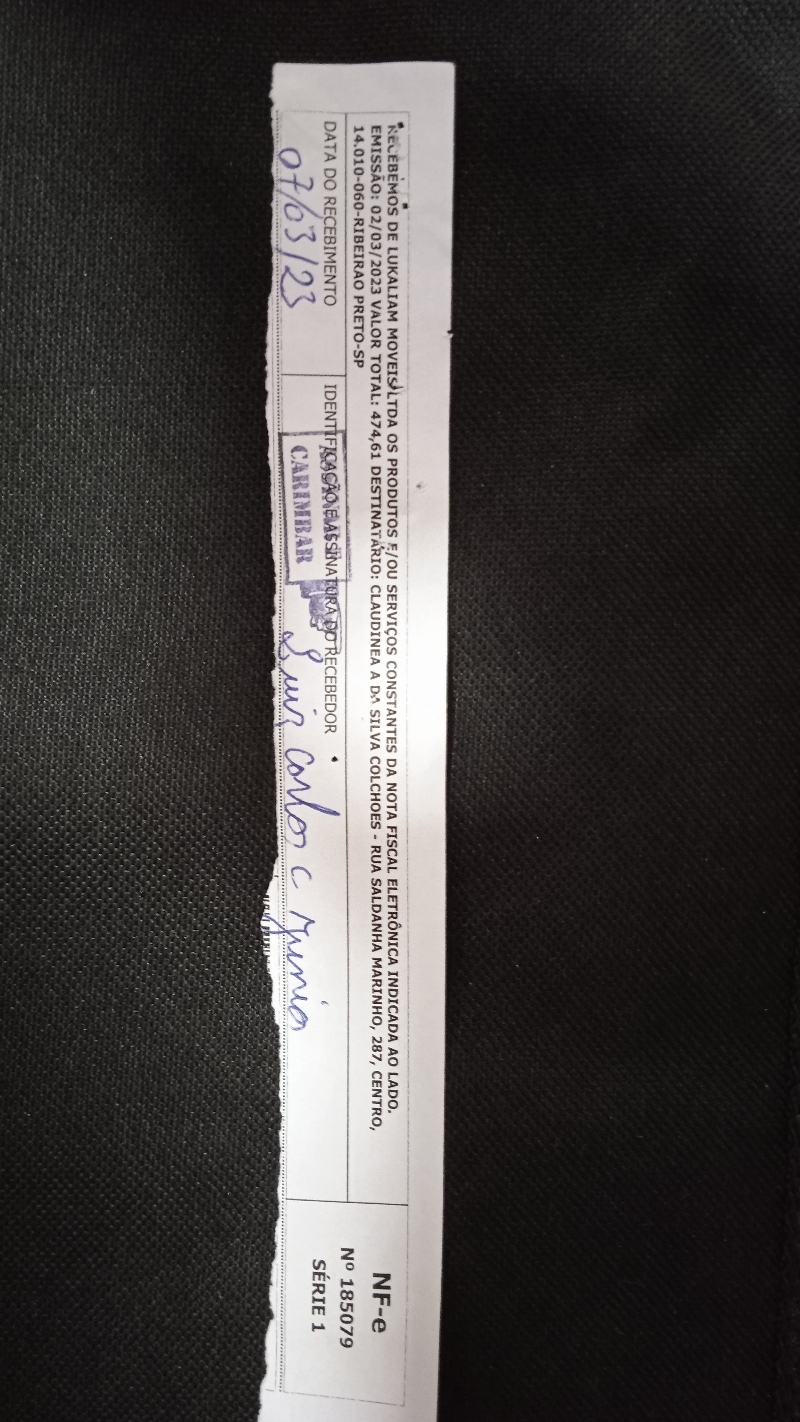 RECEBEMOS DE LUKALIAM MOVEIS LTDA OS PRODUTOS E/OU SERVIÇOS CONSTANTES DA NOTA FISCAL ELETRÔNICA INDICADA AO LADO.
EMISSÃO: 02/03/2023 VALOR TOTAL: 474,61 DESTINATÁRIO: CLAUDINEA A DA SILVA COLCHOES - RUA SALDANHA MARINHO, 287, CENTRO,
14.010-060-RIBEIRAO PRETO-SP
DATA DO RECEBIMENTO
07/03/23
IDENTIFICAÇÃO E ASSINATURA DO RECEBEDOR
CARIMBAR
Luiz Carlos C Junior
NF-e
Nº 185079
SÉRIE 1